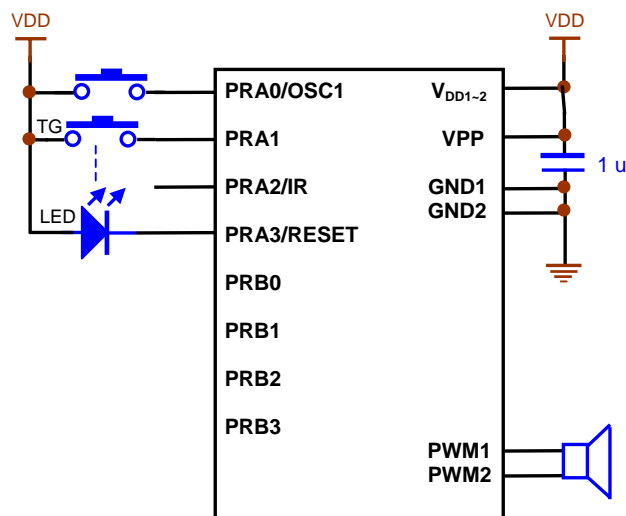 VDD
VDD
PRA0/OSC1
VDD1~2
TG
PRA1
VPP
1 u
PRA2/IR
GND1
LED
GND2
PRA3/RESET
PRB0
PRB1
PRB2
PRB3
PWM1
PWM2